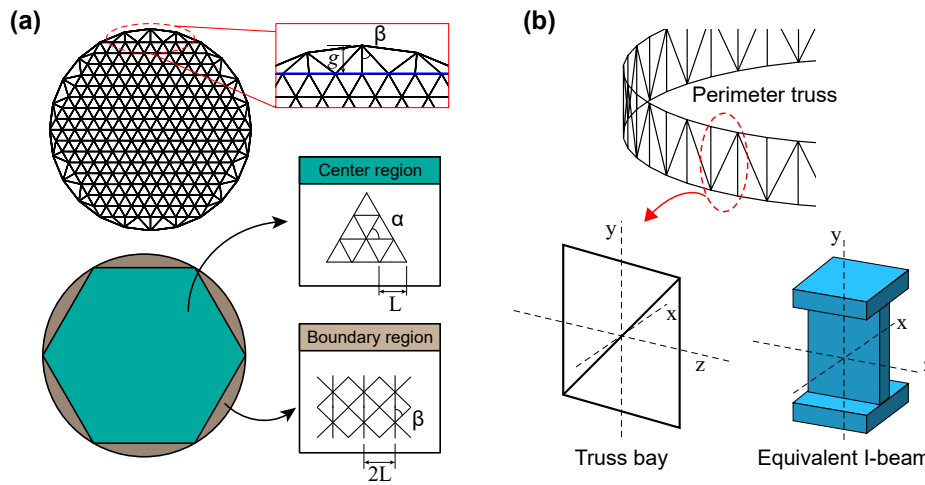 (a)
β
g
Center region
α
L
Boundary region
β
2L
(b)
Perimeter truss
y
x
z
Truss bay
y
x
Equivalent I-beam